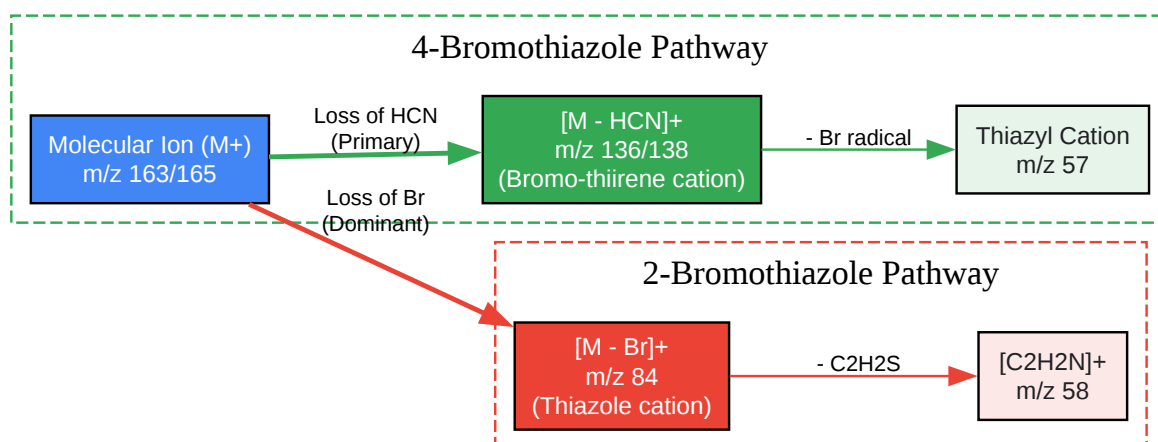 4-Bromothiazole Pathway
Molecular Ion (M+)
m/z 163/165
Loss of HCN
(Primary)
[M - HCN]+
m/z 136/138
(Bromo-thiirene cation)
- Br radical
Thiazyl Cation
m/z 57
Loss of Br
(Dominant)
2-Bromothiazole Pathway
[M - Br]+
m/z 84
(Thiazole cation)
- C2H2S
[C2H2N]+
m/z 58